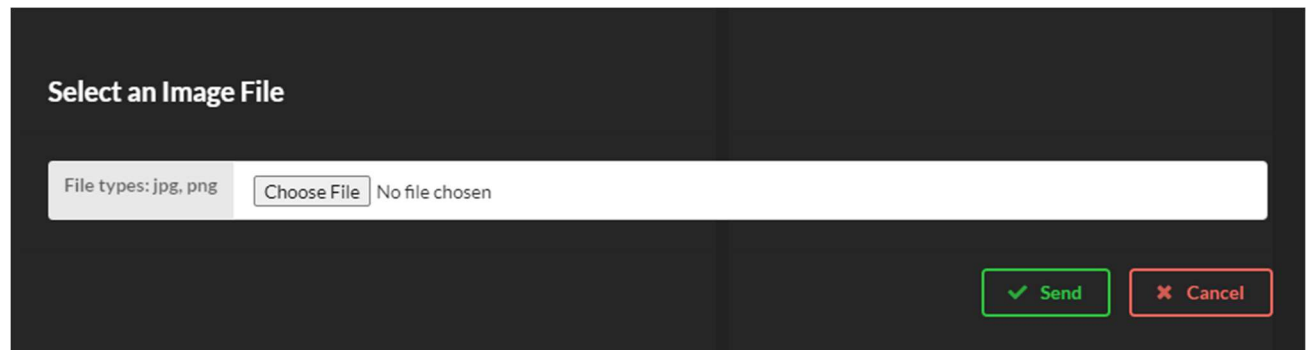 Select an Image File
File types: jpg, png
Choose File No file chosen
Send
Cancel